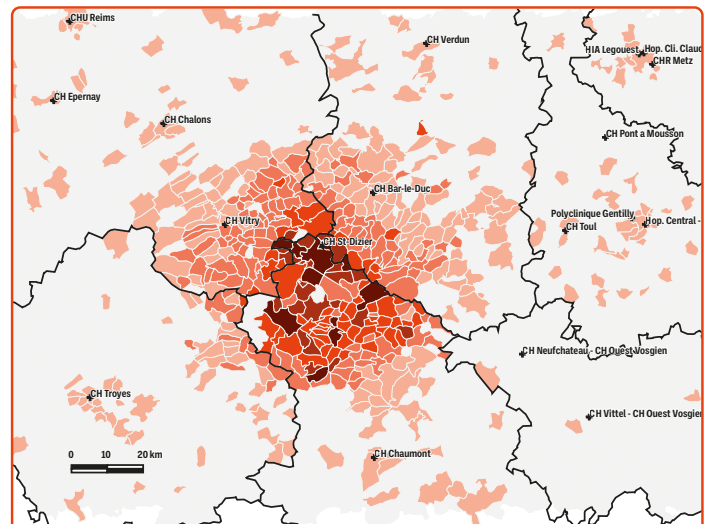 CHU Reims
CH Verdun
HIA Legouest
Hop. Cli. Claud
CHR Metz
CH Epernay
CH Chalons
CH Pont a Mousson
CH Bar-le-Duc
CH Vitry
Polyclinique Gentilly
Hop. Central -
CH Toul
CH St-Dizier
CH Neufchateau - CH Ouest Vosgien
CH Troyes
CH Vittel - CH Ouest Vosgie
0 10 20 km
CH Chaumont